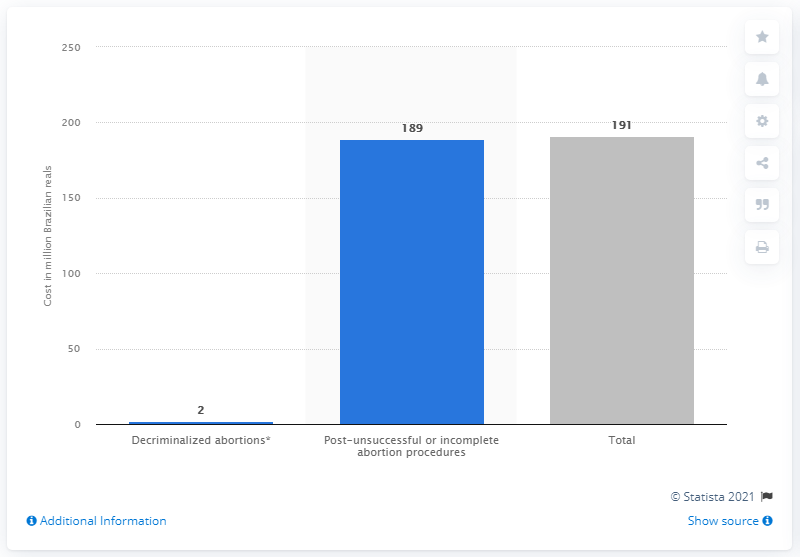 250
200
150
100
50
0
Cost in million Brazilian reals
2
189
191
Decriminalized abortions*
Post-unsuccessful or incomplete
abortion procedures
Total
© Statista 2021
Additional Information
Show source